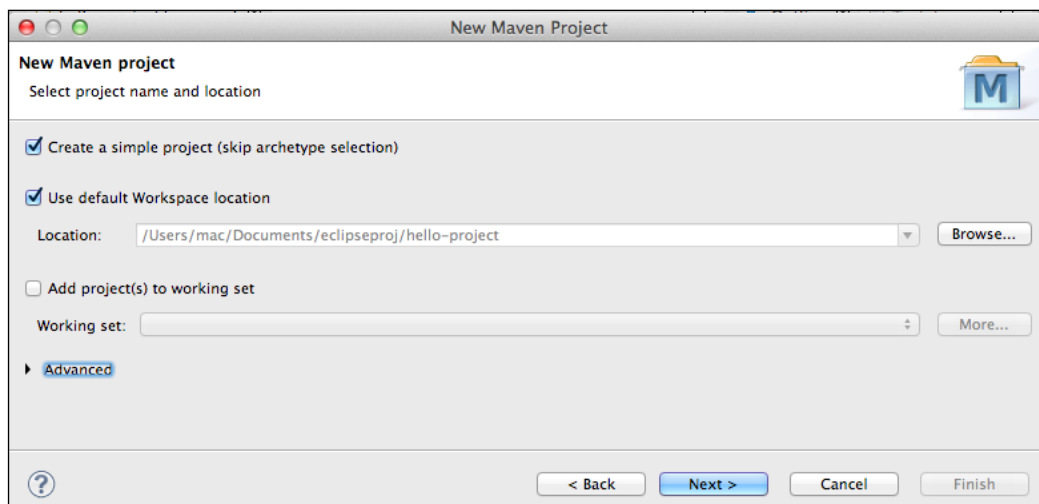 New Maven Project
New Maven project
Select project name and location
M
Create a simple project (skip archetype selection)
Use default Workspace location
Location: /Users/mac/Documents/eclipseproj/hello-project Browse...
Add project(s) to working set
Working set: More...
Advanced
? < Back Next > Cancel Finish